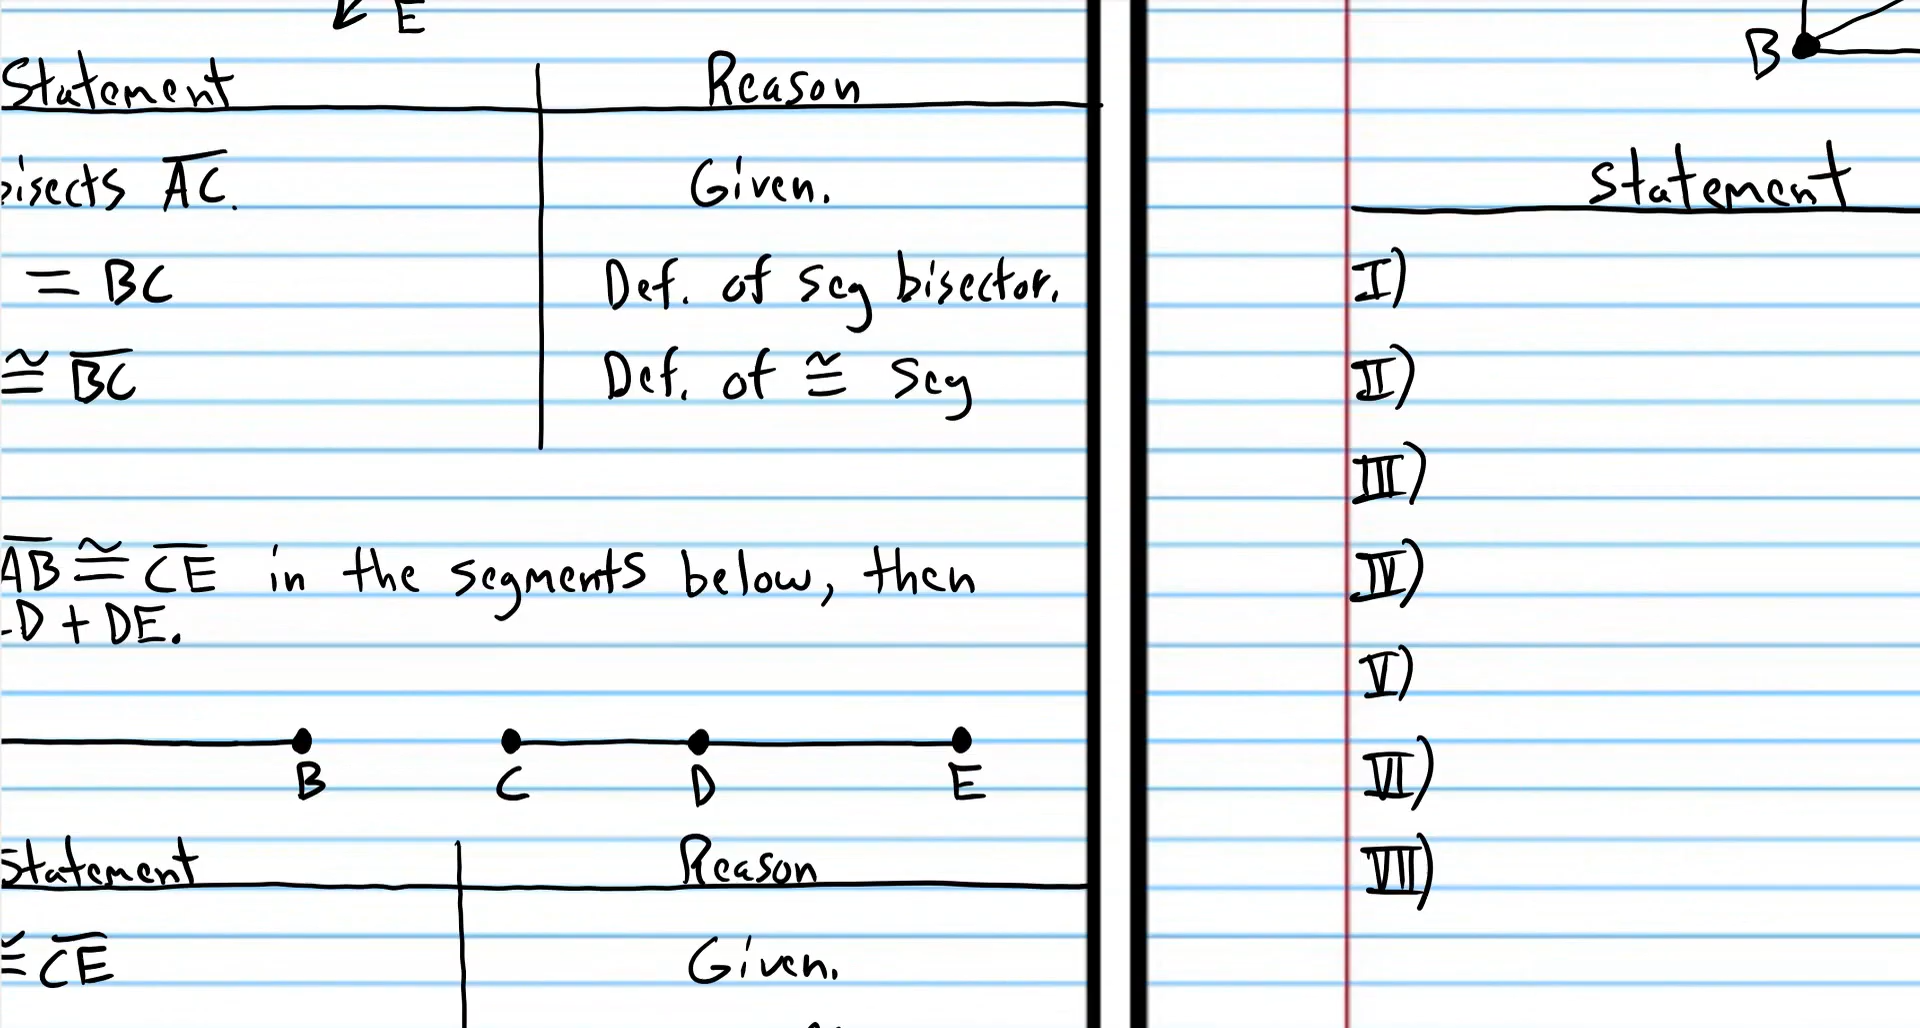 E
Statement Reason
bisects AC. Given.
= BC Def. of seg bisector.
≅ BC Def. of ≅ seg
AB ≅ CE in the segments below, then
D + DE.
B C D E
Statement Reason
≅ CE Given.
B
statement
I)
II)
III)
IV)
V)
VI)
VII)